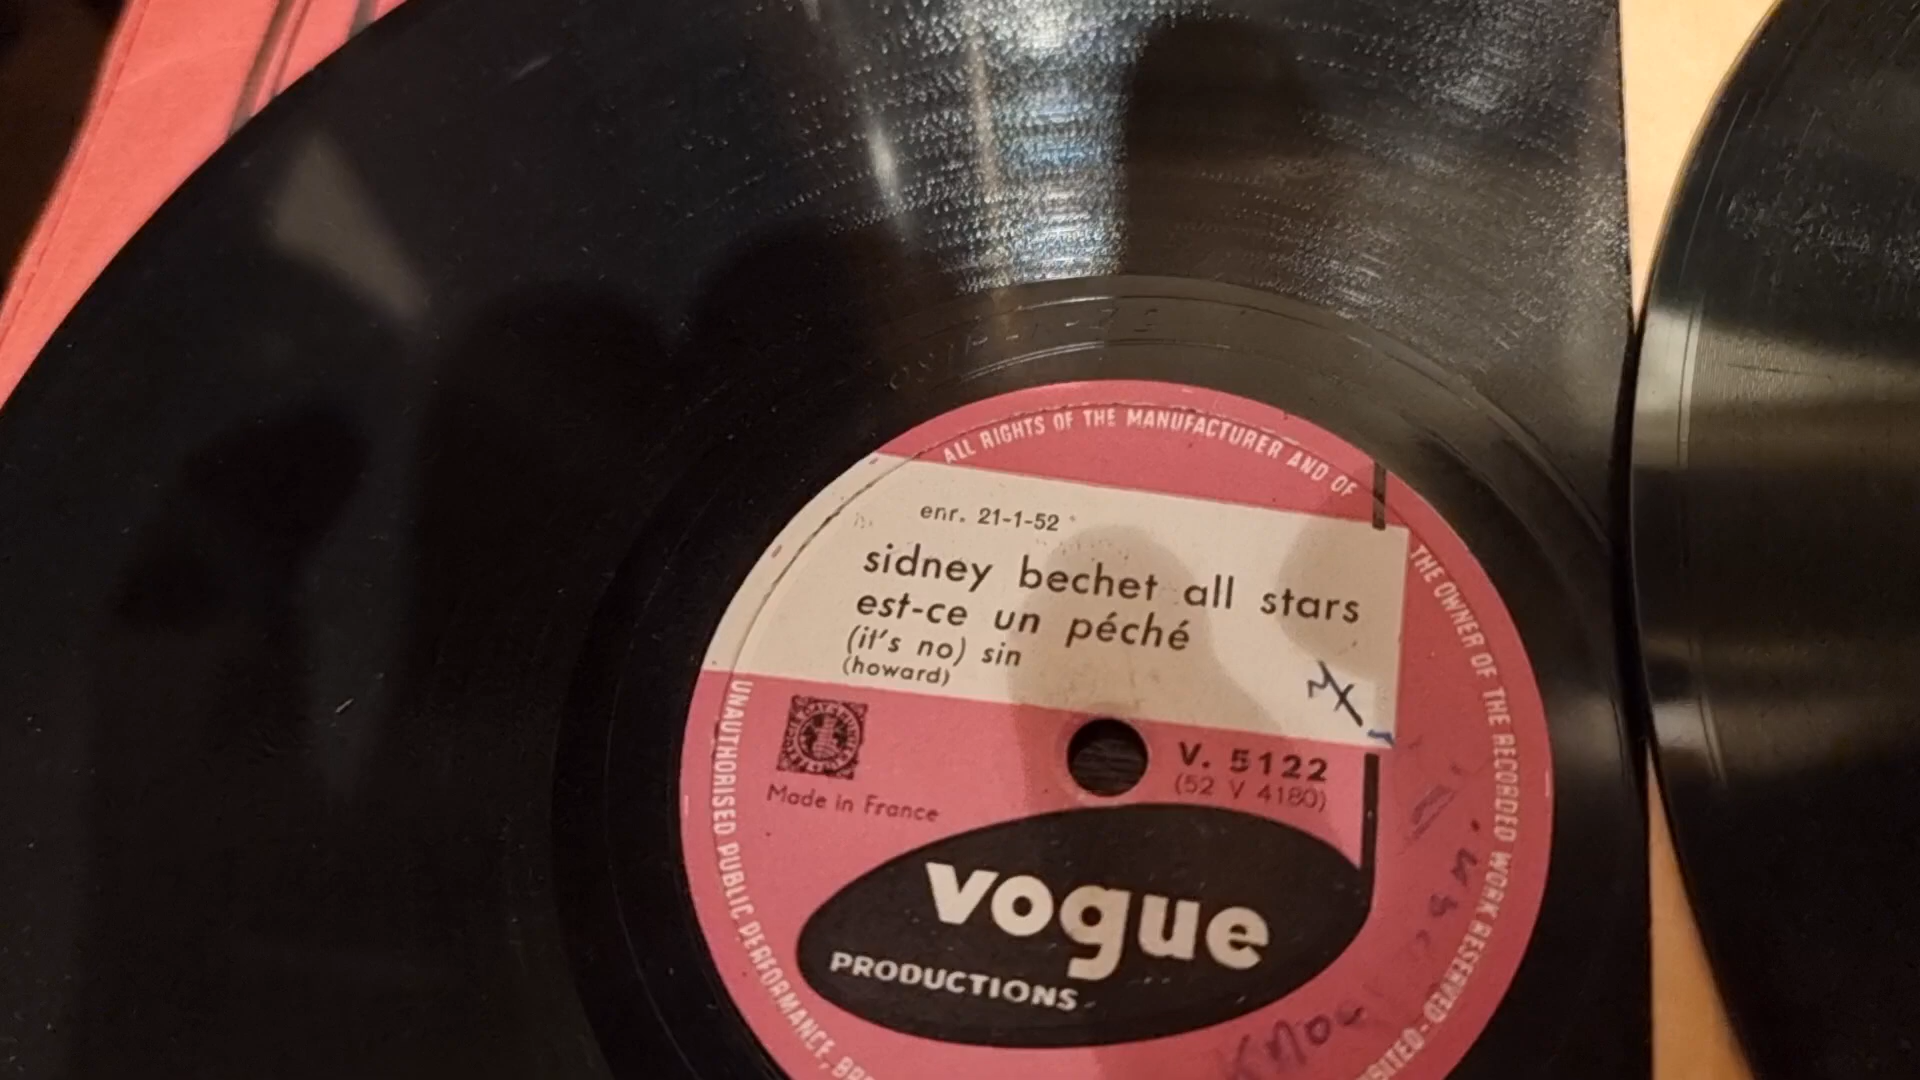 ALL RIGHTS OF THE MANUFACTURER AND OF THE OWNER OF THE RECORDED WORK RESERVED -
UNAUTHORISED PUBLIC PERFORMANCE,
enr. 21-1-52
sidney bechet all stars
est-ce un péché
(it's no) sin
(howard)
V. 5122
(52 V 4180)
Made in France
vogue
PRODUCTIONS